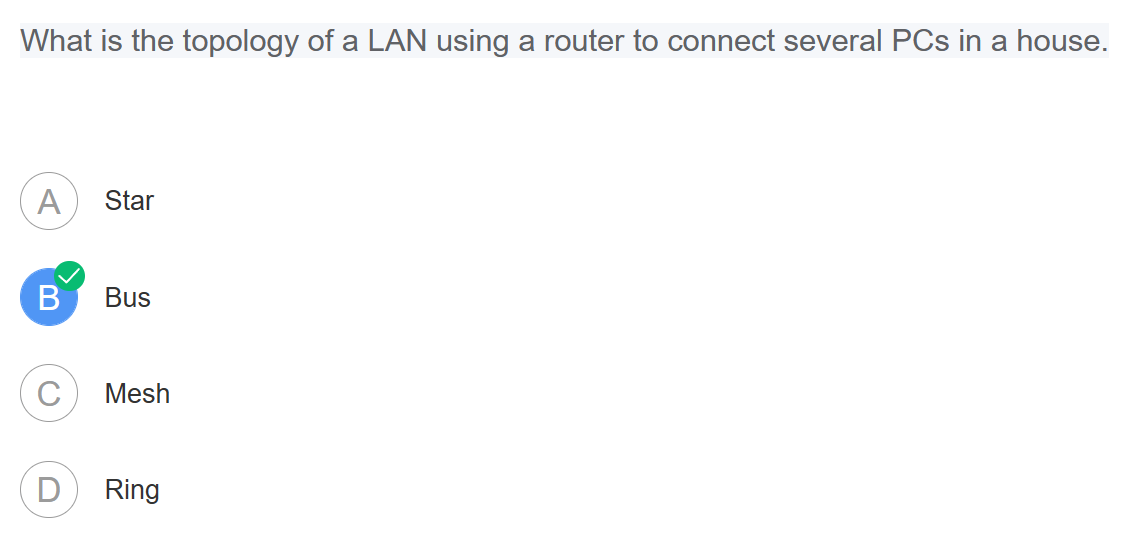 What is the topology of a LAN using a router to connect several PCs in a house.
A Star
B Bus
C Mesh
D Ring